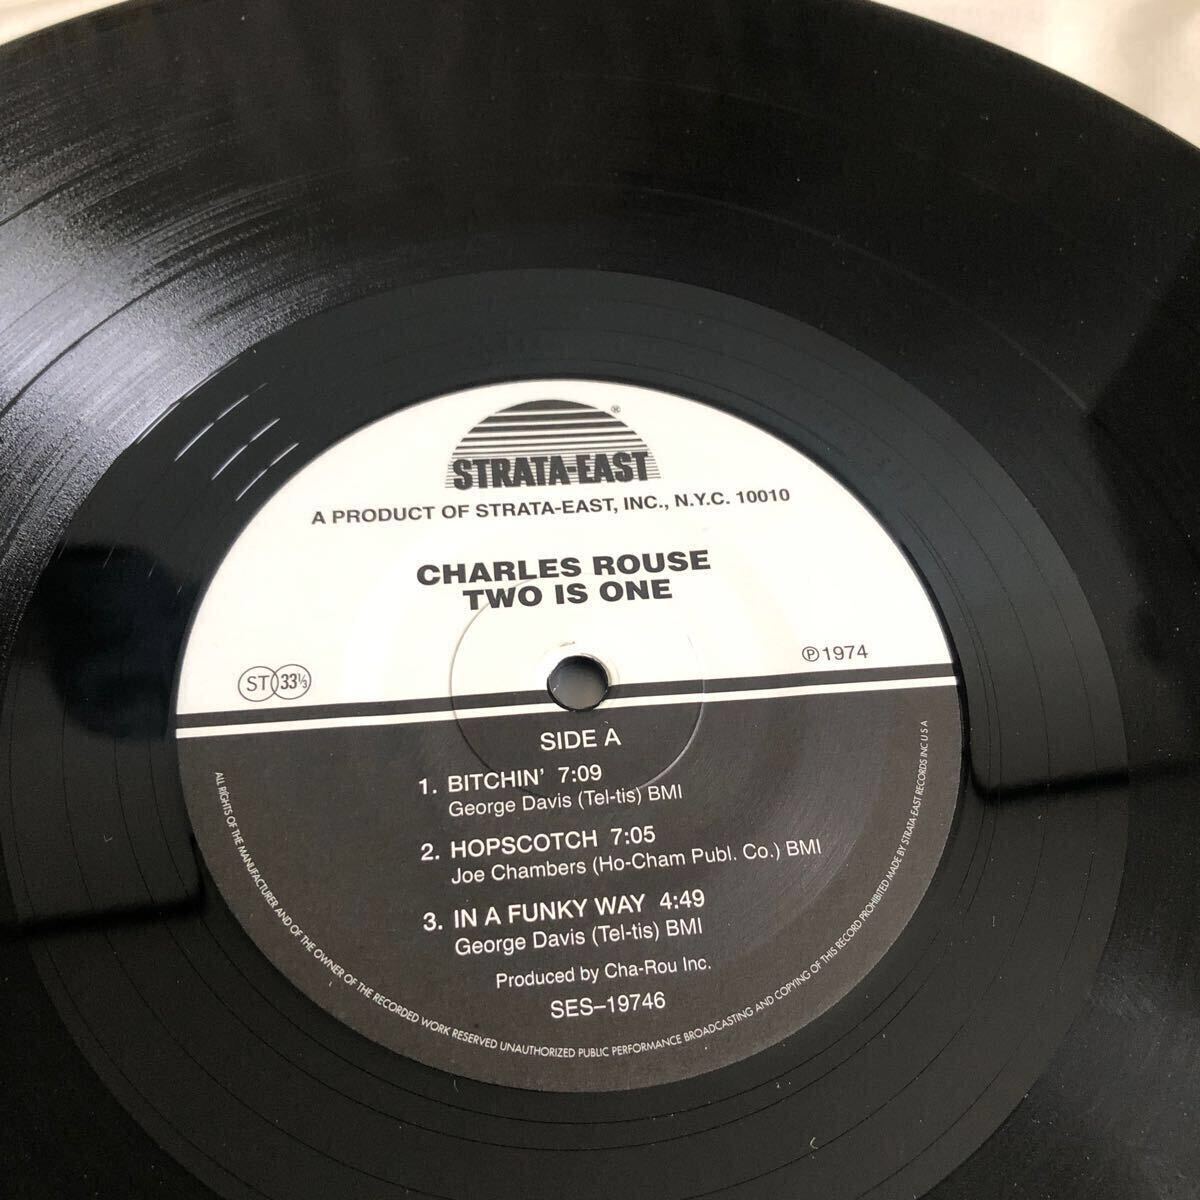 STRATA-EAST®
A PRODUCT OF STRATA-EAST, INC., N.Y.C. 10010
CHARLES ROUSE
TWO IS ONE
ST 33⅓
℗1974
SIDE A
1. BITCHIN' 7:09
George Davis (Tel-tis) BMI
2. HOPSCOTCH 7:05
Joe Chambers (Ho-Cham Publ. Co.) BMI
3. IN A FUNKY WAY 4:49
George Davis (Tel-tis) BMI
Produced by Cha-Rou Inc.
SES–19746
ALL RIGHTS OF THE MANUFACTURER AND OF THE OWNER OF THE RECORDED WORK RESERVED UNAUTHORIZED PUBLIC PERFORMANCE BROADCASTING AND COPYING OF THIS RECORD PROHIBITED MADE BY STRATA-EAST RECORDS INC U S A